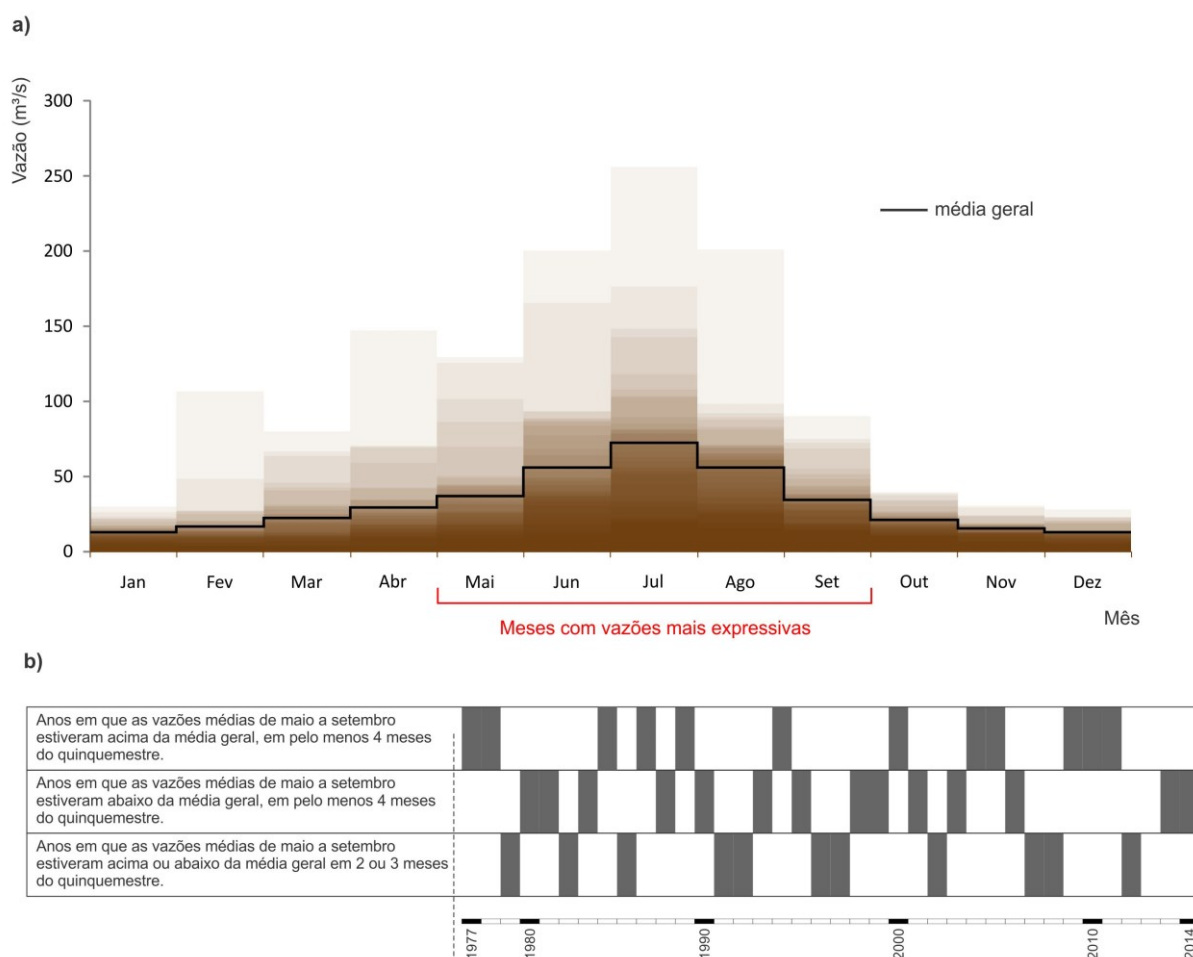 a)
Vazão (m³/s)
300
250
200
150
100
50
0
média geral
Jan Fev Mar Abr Mai Jun Jul Ago Set Out Nov Dez
Mês
Meses com vazões mais expressivas
b)
Anos em que as vazões médias de maio a setembro
estiveram acima da média geral, em pelo menos 4 meses
do quinquemestre.
Anos em que as vazões médias de maio a setembro
estiveram abaixo da média geral, em pelo menos 4 meses
do quinquemestre.
Anos em que as vazões médias de maio a setembro
estiveram acima ou abaixo da média geral em 2 ou 3 meses
do quinquemestre.
1977 1980 1990 2000 2010 2014